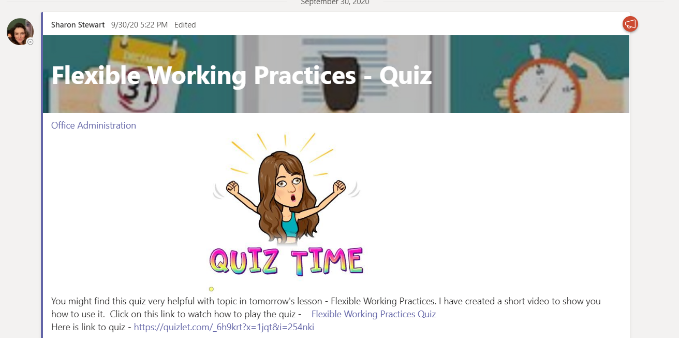 September 30, 2020
Sharon Stewart 9/30/20 5:22 PM Edited
DECEMBER
31
Flexible Working Practices - Quiz
Office Administration
QUIZ TIME
You might find this quiz very helpful with topic in tomorrow's lesson - Flexible Working Practices. I have created a short video to show you
how to use it. Click on this link to watch how to play the quiz - Flexible Working Practices Quiz
Here is link to quiz - https://quizlet.com/_6h9krt?x=1jqt&i=254nki